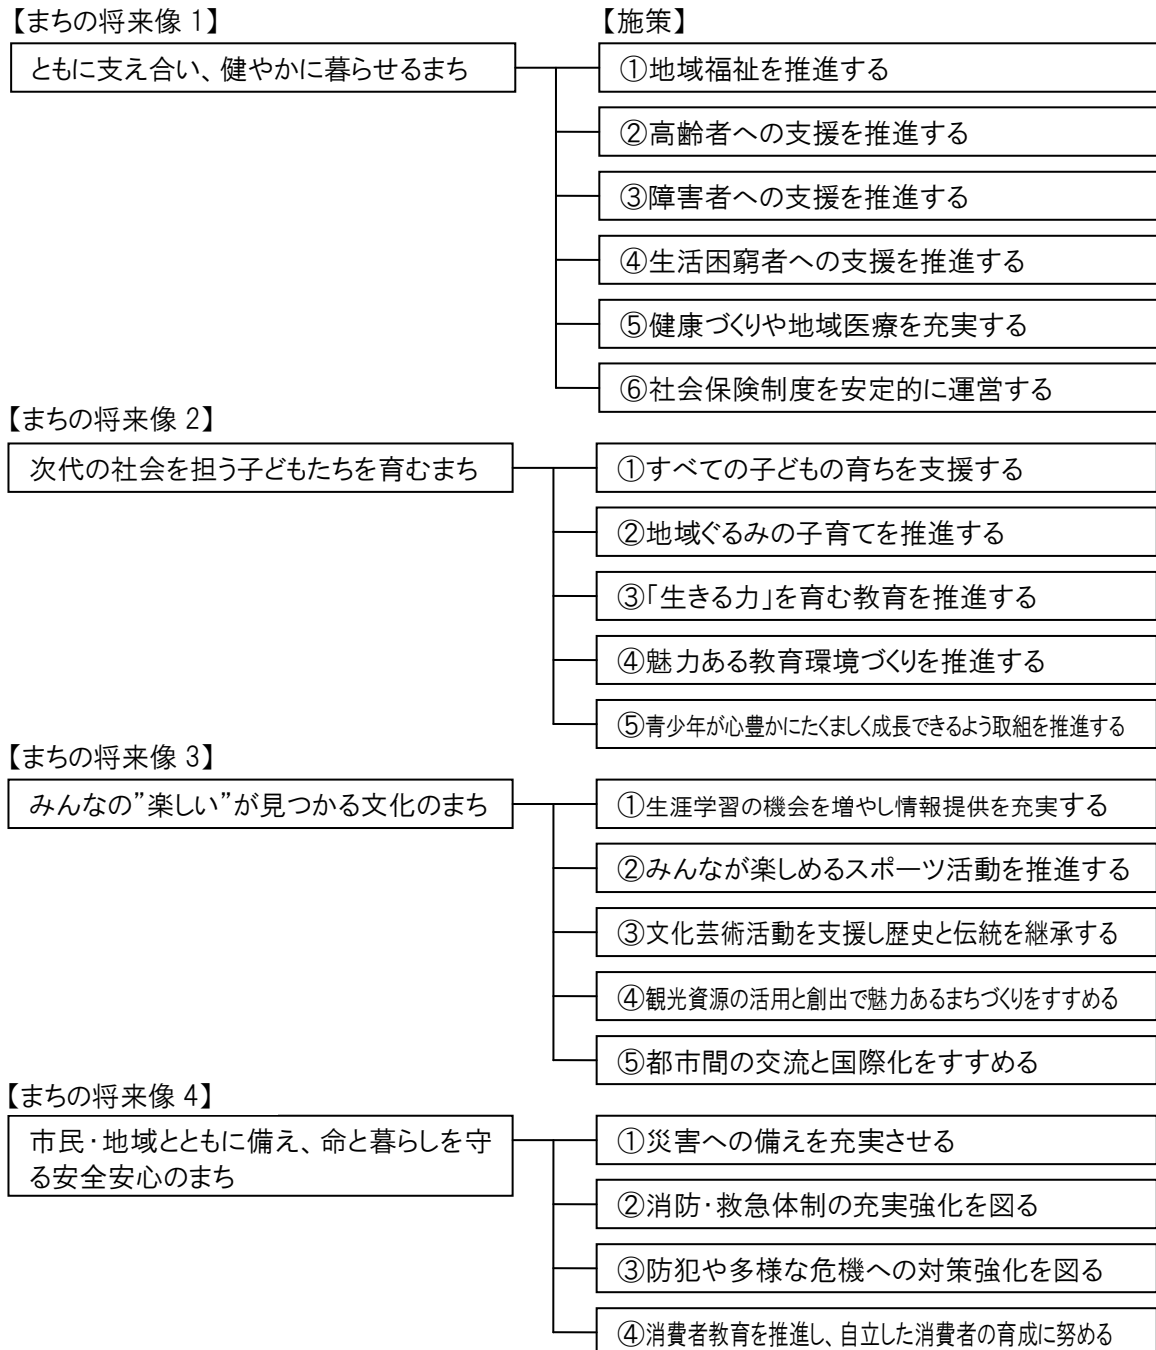 【まちの将来像 1】
【施策】
ともに支え合い、健やかに暮らせるまち
①地域福祉を推進する
②高齢者への支援を推進する
③障害者への支援を推進する
④生活困窮者への支援を推進する
⑤健康づくりや地域医療を充実する
⑥社会保険制度を安定的に運営する
【まちの将来像 2】
次代の社会を担う子どもたちを育むまち
①すべての子どもの育ちを支援する
②地域ぐるみの子育てを推進する
③「生きる力」を育む教育を推進する
④魅力ある教育環境づくりを推進する
⑤青少年が心豊かにたくましく成長できるよう取組を推進する
【まちの将来像 3】
みんなの”楽しい”が見つかる文化のまち
①生涯学習の機会を増やし情報提供を充実する
②みんなが楽しめるスポーツ活動を推進する
③文化芸術活動を支援し歴史と伝統を継承する
④観光資源の活用と創出で魅力あるまちづくりをすすめる
⑤都市間の交流と国際化をすすめる
【まちの将来像 4】
市民・地域とともに備え、命と暮らしを守
る安全安心のまち
①災害への備えを充実させる
②消防・救急体制の充実強化を図る
③防犯や多様な危機への対策強化を図る
④消費者教育を推進し、自立した消費者の育成に努める